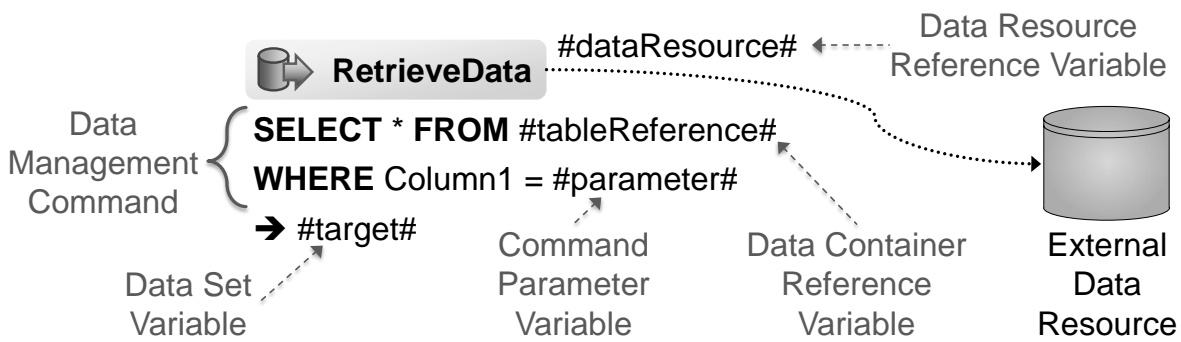 Data Resource
Reference Variable
#dataResource#
RetrieveData
Data
Management
Command
SELECT * FROM #tableReference#
WHERE Column1 = #parameter#
➔ #target#
Data Set
Variable
Command
Parameter
Variable
Data Container
Reference
Variable
External
Data
Resource